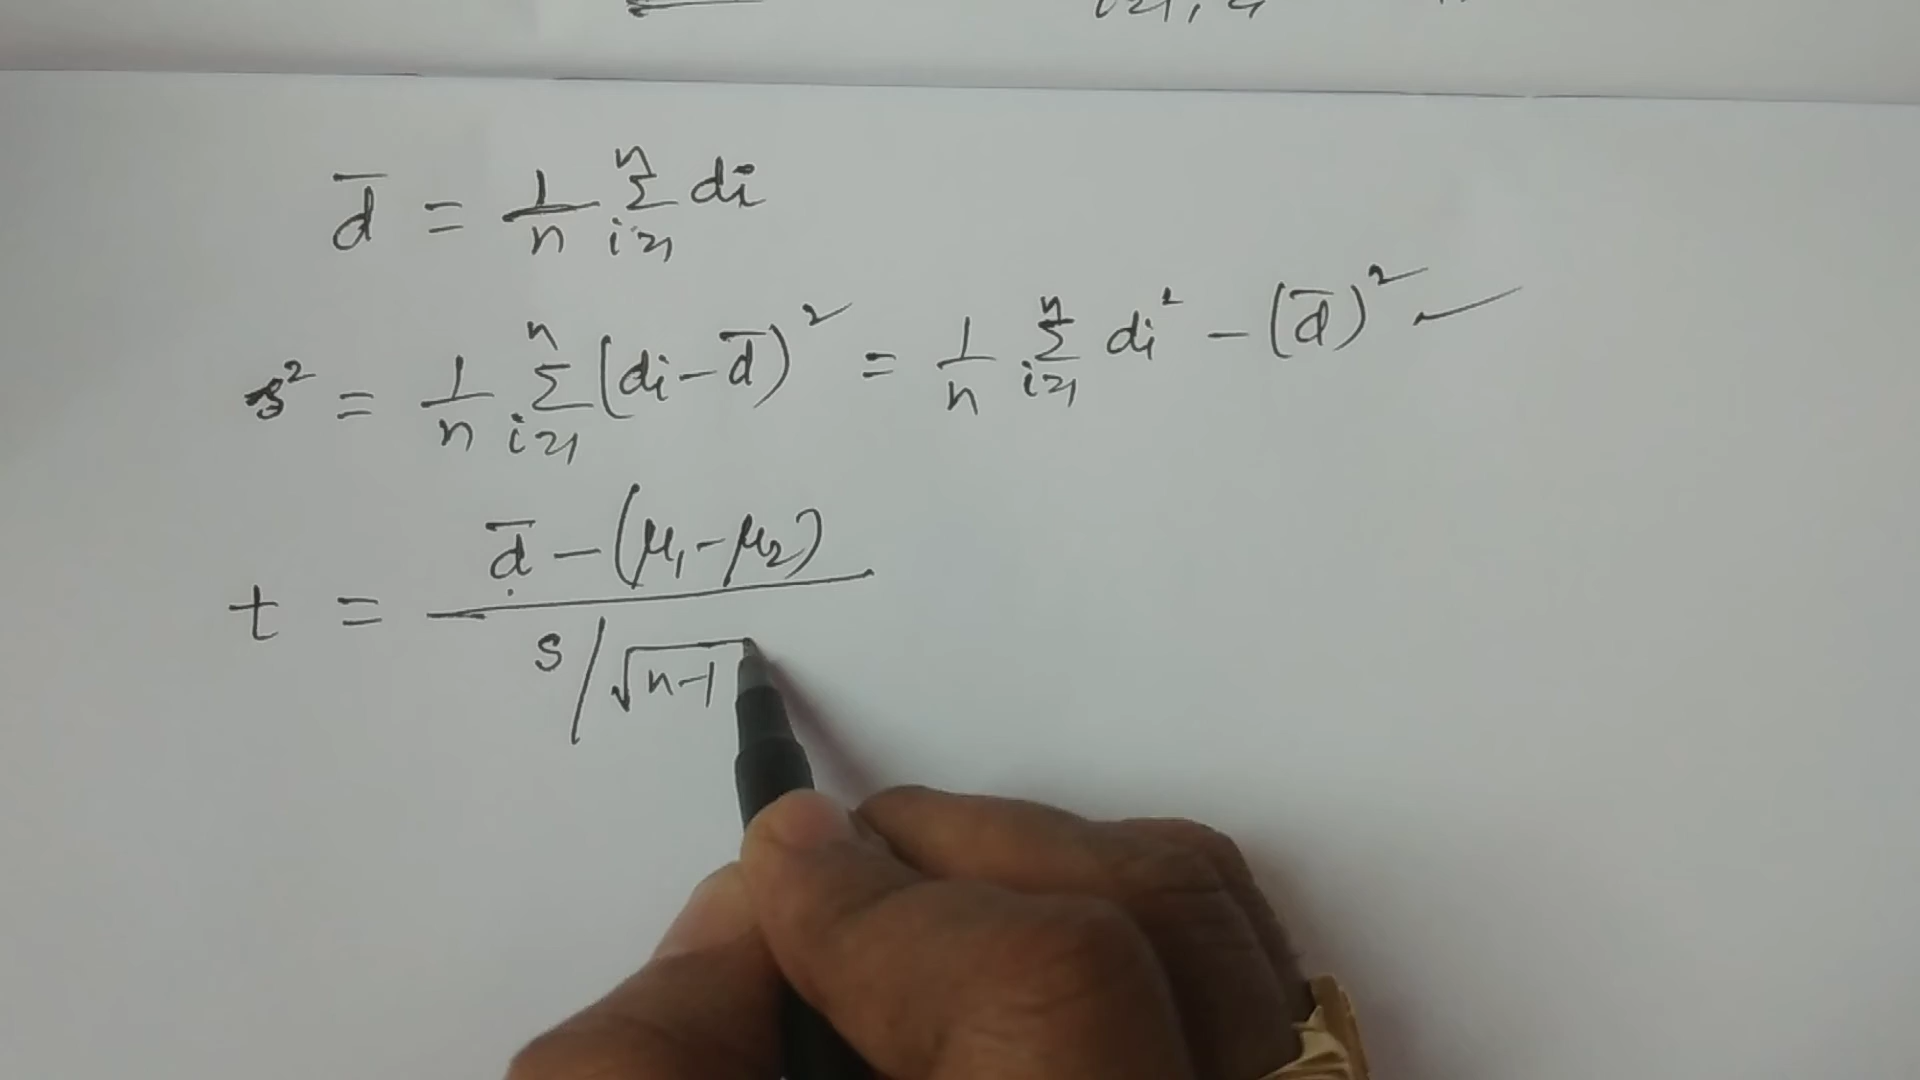 d̅ = 1/n Σ_{i=1}^{n} di
s² = 1/n Σ_{i=1}^{n} (di - d̅)² = 1/n Σ_{i=1}^{n} di² - (d̅)²
t = (d̅ - (μ₁ - μ₂)) / (s/√(n-1))